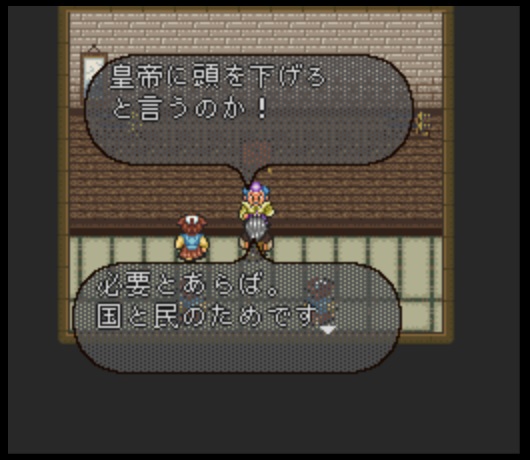 皇帝に頭を下げろ
と言うのか！
必要とあらば。
国と民のためです